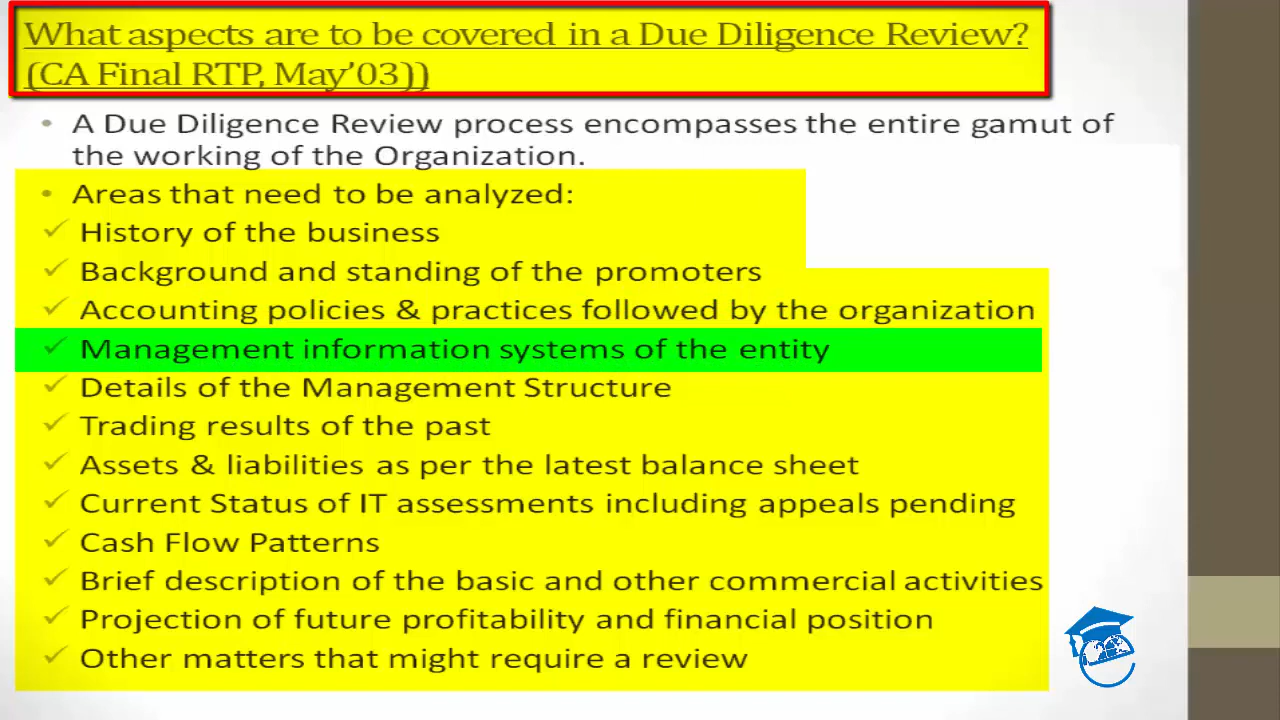 What aspects are to be covered in a Due Diligence Review?
(CA Final RTP, May'03))
• A Due Diligence Review process encompasses the entire gamut of
the working of the Organization.
• Areas that need to be analyzed:
✓ History of the business
✓ Background and standing of the promoters
✓ Accounting policies & practices followed by the organization
✓ Management information systems of the entity
✓ Details of the Management Structure
✓ Trading results of the past
✓ Assets & liabilities as per the latest balance sheet
✓ Current Status of IT assessments including appeals pending
✓ Cash Flow Patterns
✓ Brief description of the basic and other commercial activities
✓ Projection of future profitability and financial position
✓ Other matters that might require a review